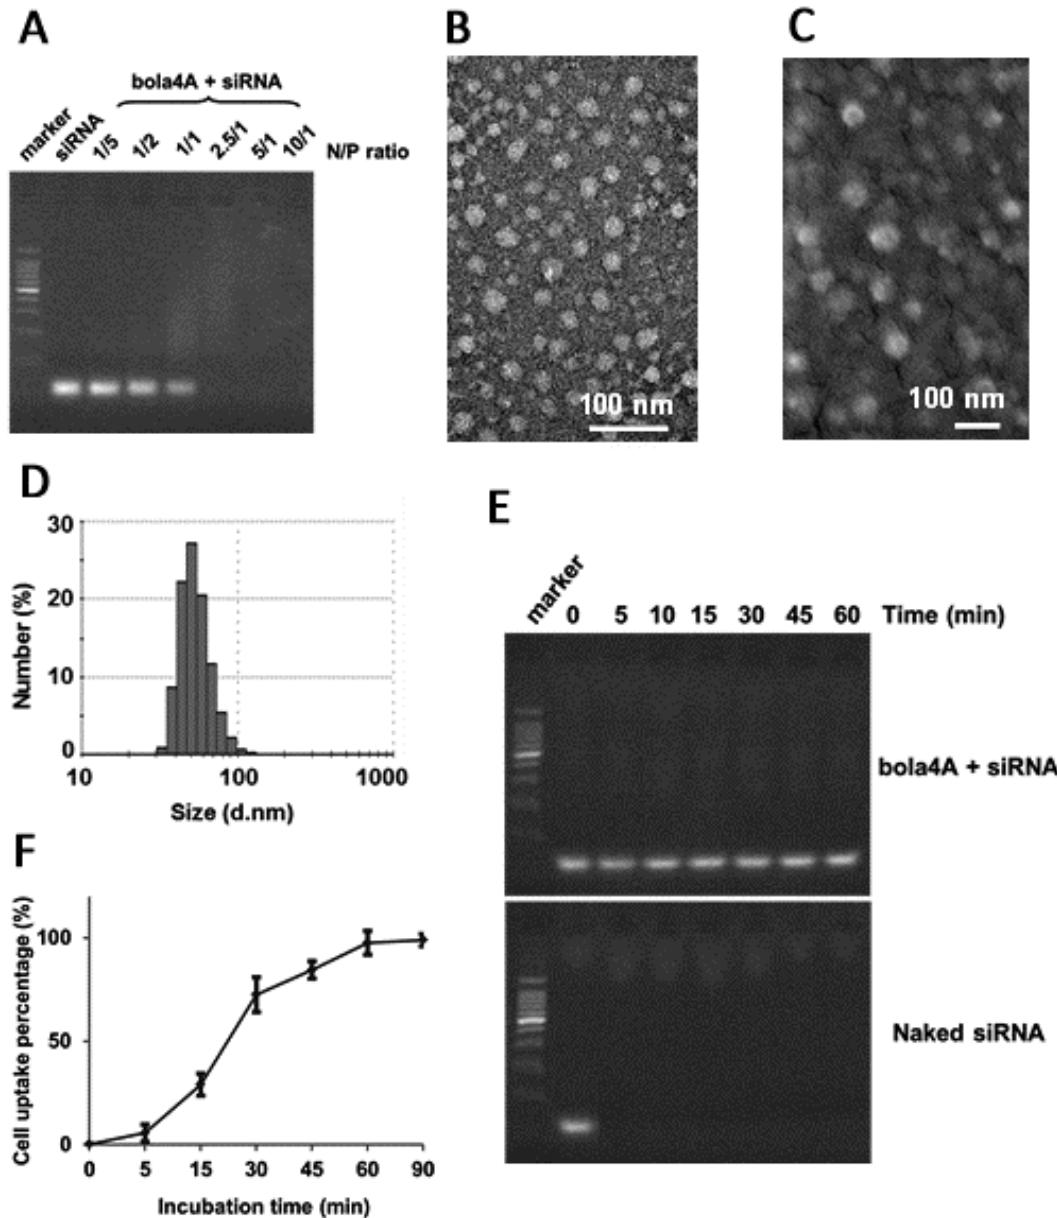 A
bola4A + siRNA
marker siRNA 1/5 1/2 1/1 2.5/1 5/1 10/1 N/P ratio
B
100 nm
C
100 nm
D
30
20
10
0
Number (%)
10 100 1000
Size (d.nm)
E
marker 0 5 10 15 30 45 60 Time (min)
bola4A + siRNA
Naked siRNA
F
100
50
0
Cell uptake percentage (%)
0 5 15 30 45 60 90
Incubation time (min)